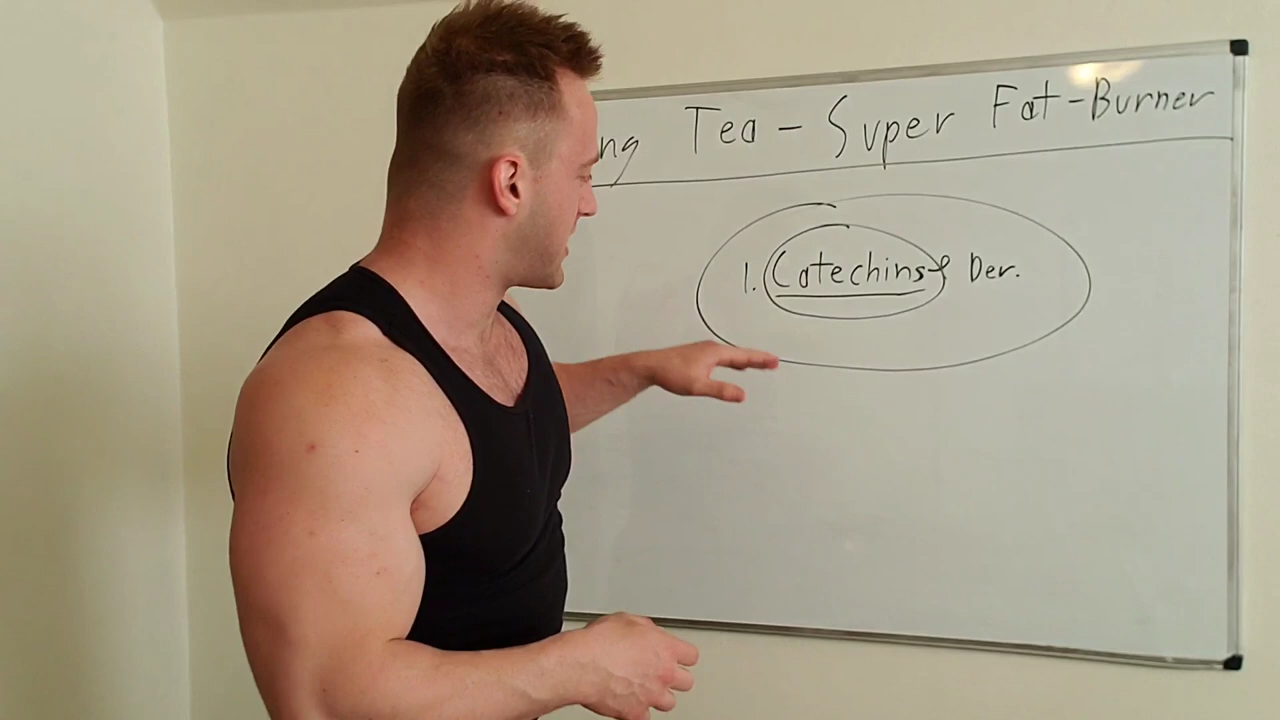 ng Tea - Super Fat-Burner
1. Catechins & Der.